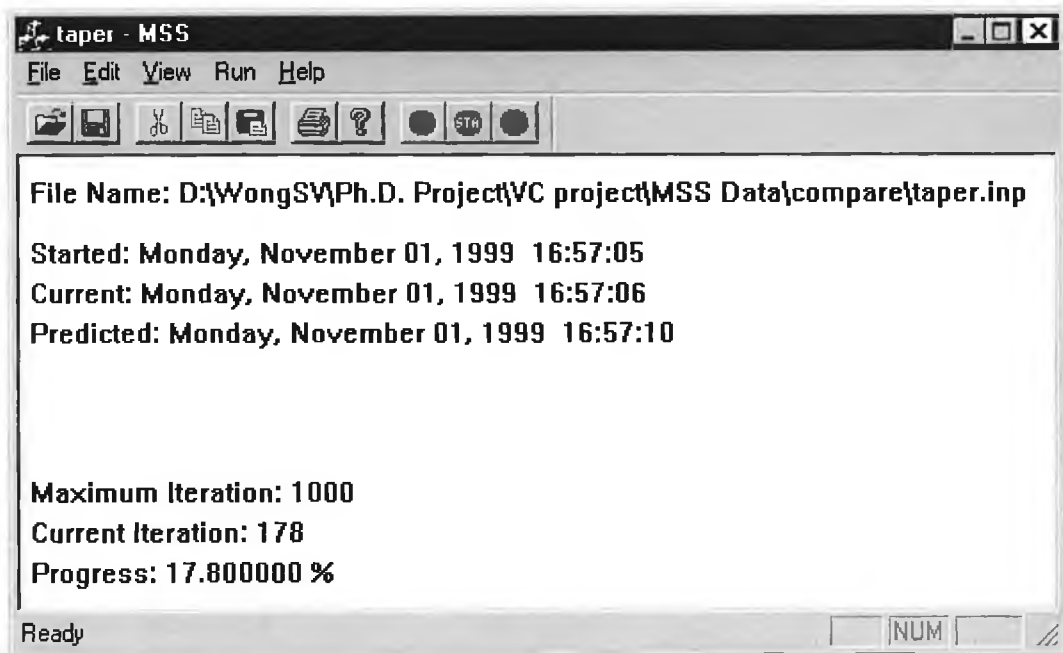 taper - MSS
File Edit View Run Help
STA
File Name: D:\WongSV\Ph.D. Project\VC project\MSS Data\compare\taper.inp
Started: Monday, November 01, 1999 16:57:05
Current: Monday, November 01, 1999 16:57:06
Predicted: Monday, November 01, 1999 16:57:10
Maximum Iteration: 1000
Current Iteration: 178
Progress: 17.800000 %
Ready NUM